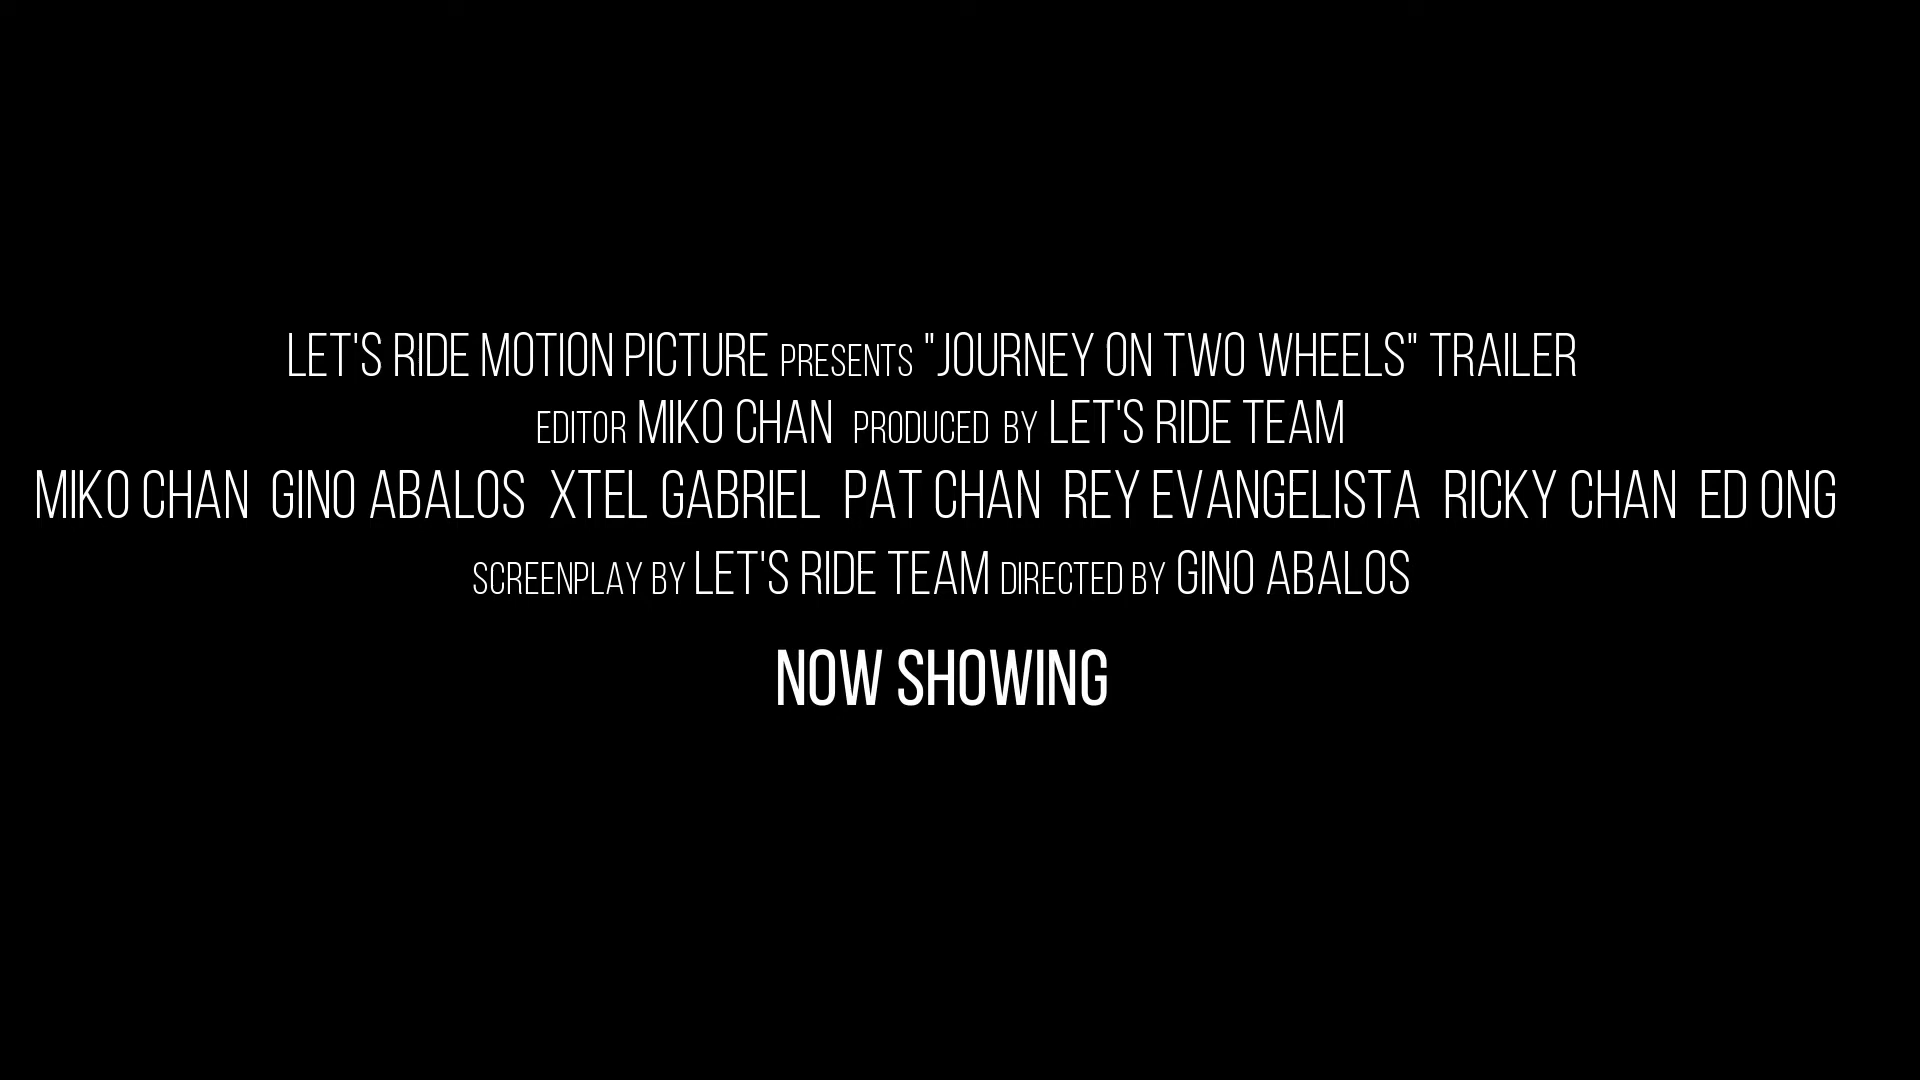 LET'S RIDE MOTION PICTURE PRESENTS "JOURNEY ON TWO WHEELS" TRAILER
EDITOR MIKO CHAN PRODUCED BY LET'S RIDE TEAM
MIKO CHAN GINO ABALOS XTEL GABRIEL PAT CHAN REY EVANGELISTA RICKY CHAN ED ONG
SCREENPLAY BY LET'S RIDE TEAM DIRECTED BY GINO ABALOS
NOW SHOWING